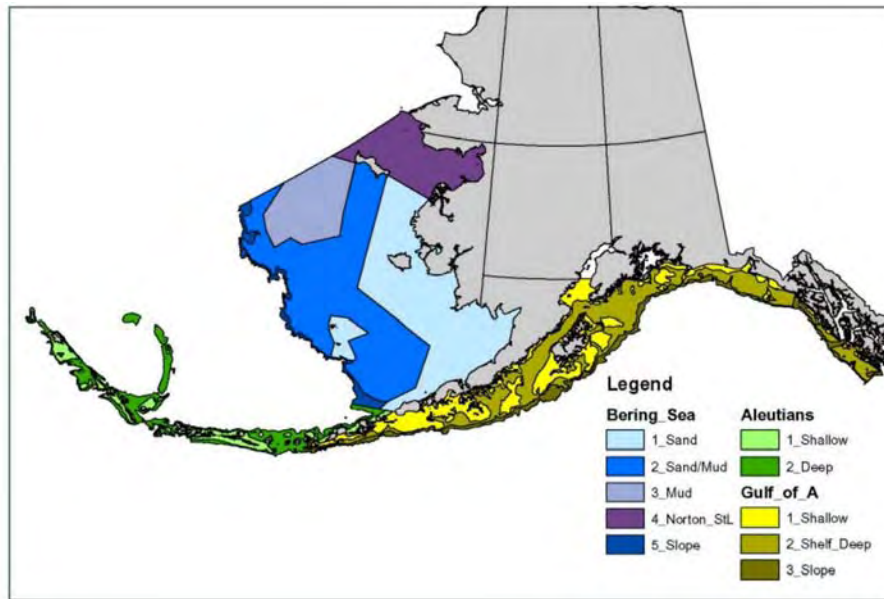 Legend
Bering_Sea
1_Sand
2_Sand/Mud
3_Mud
4_Norton_StL
5_Slope
Aleutians
1_Shallow
2_Deep
Gulf_of_A
1_Shallow
2_Shelf_Deep
3_Slope